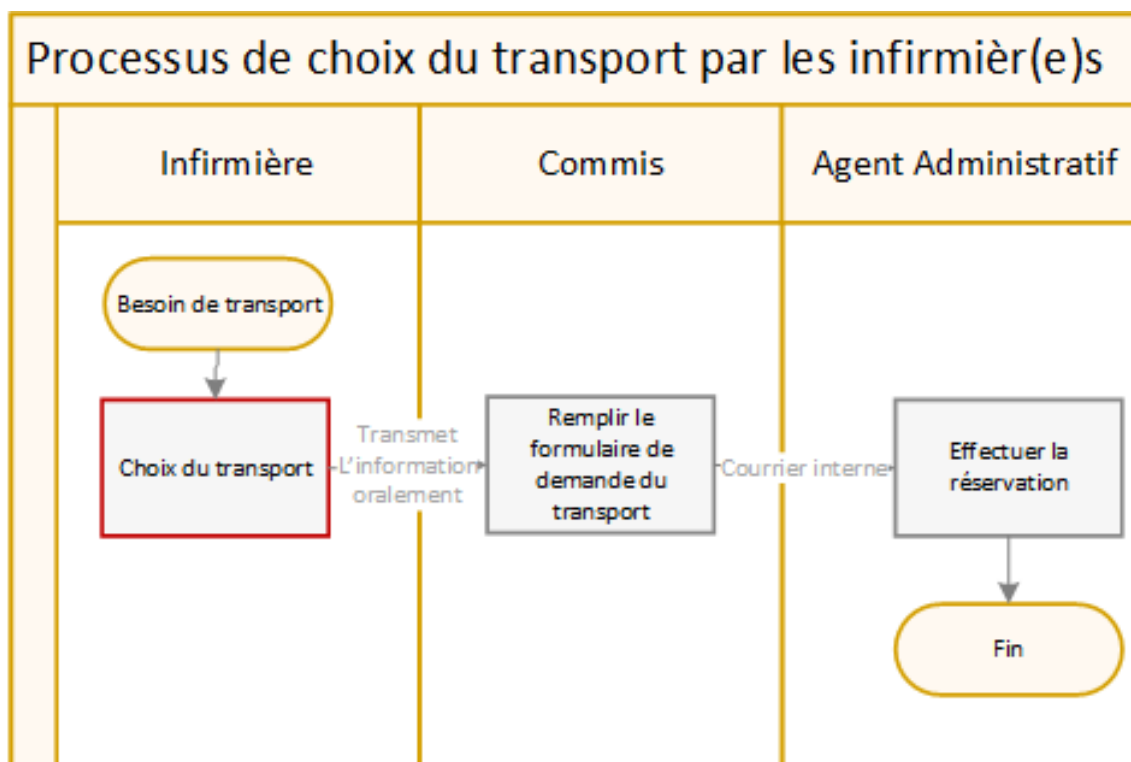 Processus de choix du transport par les infirmièr(e)s
Infirmière
Commis
Agent Administratif
Besoin de transport
Choix du transport
Transmet
L'information
oralement
Remplir le
formulaire de
demande du
transport
Courrier interne
Effectuer la
réservation
Fin